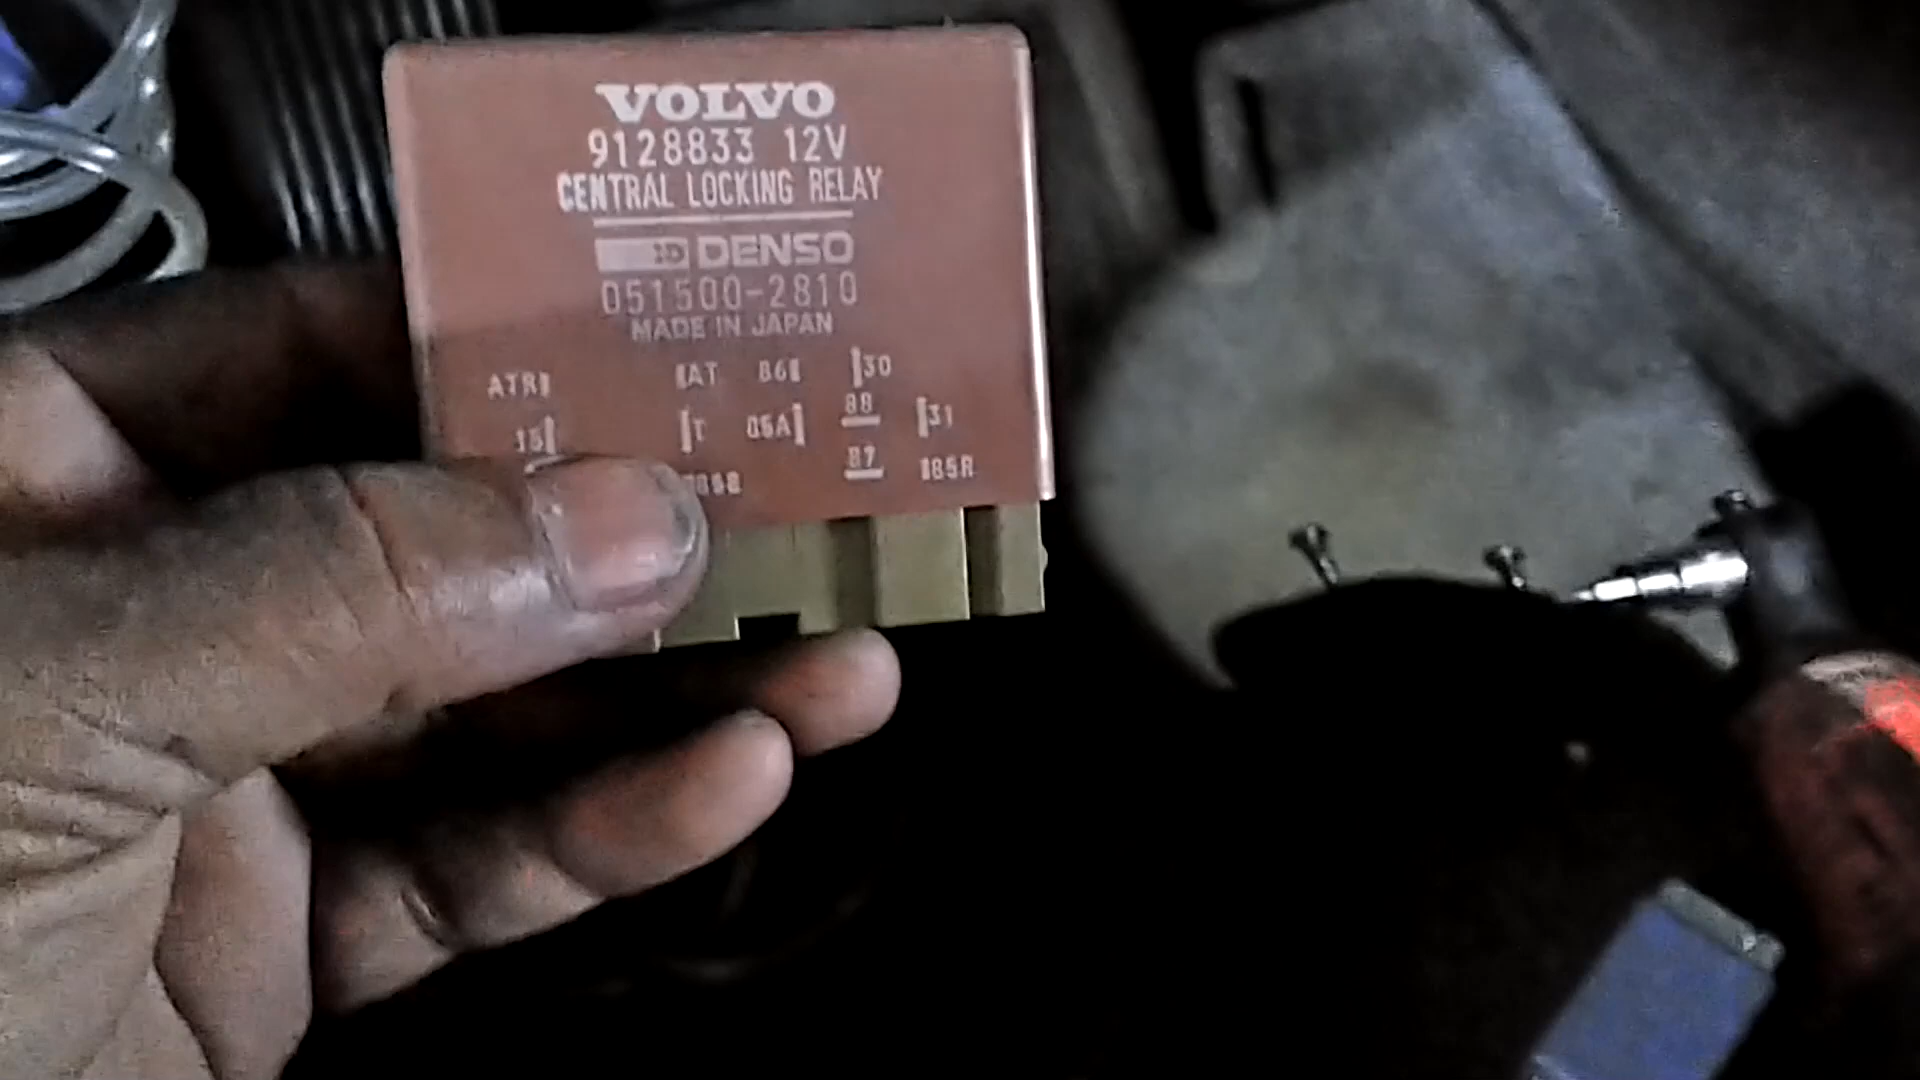 VOLVO
9128833 12V
CENTRAL LOCKING RELAY
DENSO
051500-2810
MADE IN JAPAN
ATR AT 86 30
15 T 86A 88 31
87 85R